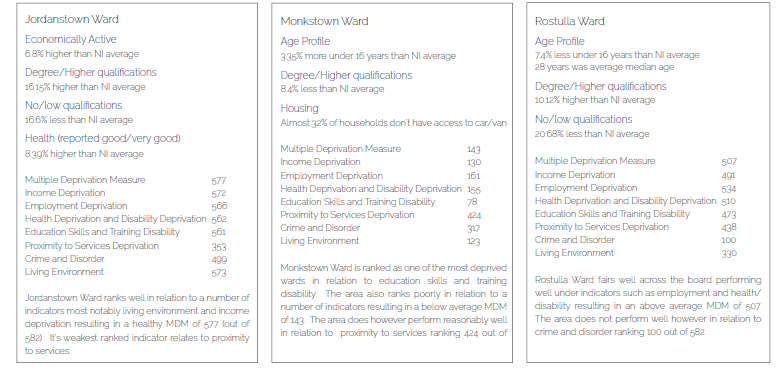 Jordanstown Ward
Economically Active
6.8% higher than NI average
Degree/Higher qualifications
16.15% higher than NI average
No/low qualifications
16.6% less than NI average
Health (reported good/very good)
8.39% higher than NI average
Multiple Deprivation Measure 577
Income Deprivation 572
Employment Deprivation 566
Health Deprivation and Disability Deprivation 562
Education Skills and Training Disability 561
Proximity to Services Deprivation 353
Crime and Disorder 499
Living Environment 573
Jordanstown Ward ranks well in relation to a number of
indicators most notably living environment and income
deprivation resulting in a healthy MDM of 577 (out of
582). It's weakest ranked indicator relates to proximity
to services
Monkstown Ward
Age Profile
3.35% more under 16 years than NI average
Degree/Higher qualifications
8.4% less than NI average
Housing
Almost 32% of households don't have access to car/van
Multiple Deprivation Measure 143
Income Deprivation 130
Employment Deprivation 161
Health Deprivation and Disability Deprivation 155
Education Skills and Training Disability 78
Proximity to Services Deprivation 424
Crime and Disorder 317
Living Environment 123
Monkstown Ward is ranked as one of the most deprived
wards in relation to education skills and training
disability. The area also ranks poorly in relation to a
number of indicators resulting in a below average MDM
of 143. The area does however perform reasonably well
in relation to proximity to services ranking 424 out of
Rostulla Ward
Age Profile
7.4% less under 16 years than NI average
28 years was average median age
Degree/Higher qualifications
10.12% higher than NI average
No/low qualifications
20.68% less than NI average
Multiple Deprivation Measure 507
Income Deprivation 491
Employment Deprivation 534
Health Deprivation and Disability Deprivation 510
Education Skills and Training Disability 473
Proximity to Services Deprivation 438
Crime and Disorder 100
Living Environment 330
Rostulla Ward fairs well across the board performing
well under indicators such as employment and health/
disability resulting in an above average MDM of 507.
The area does not perform well however in relation to
crime and disorder ranking 100 out of 582.